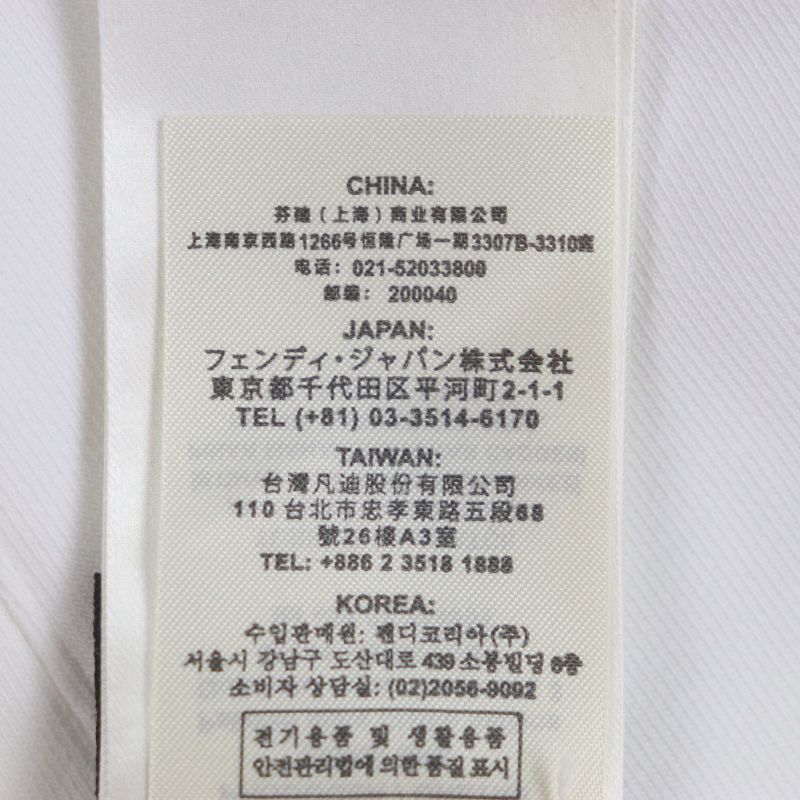 CHINA:
芬迪（上海）商业有限公司
上海南京西路1266号恒隆广场一期3307B-3310室
电话: 021-52033800
邮编: 200040
JAPAN:
フェンディ・ジャパン株式会社
東京都千代田区平河町2-1-1
TEL (+81) 03-3514-6170
TAIWAN:
台灣凡迪股份有限公司
110 台北市忠孝東路五段68
號26樓A3室
TEL: +886 2 3518 1888
KOREA:
수입판매원: 펜디코리아(주)
서울시 강남구 도산대로 439 소봉빌딩 8층
소비자 상담실: (02)2056-9092
전기용품 및 생활용품
안전관리법에 의한 품질 표시